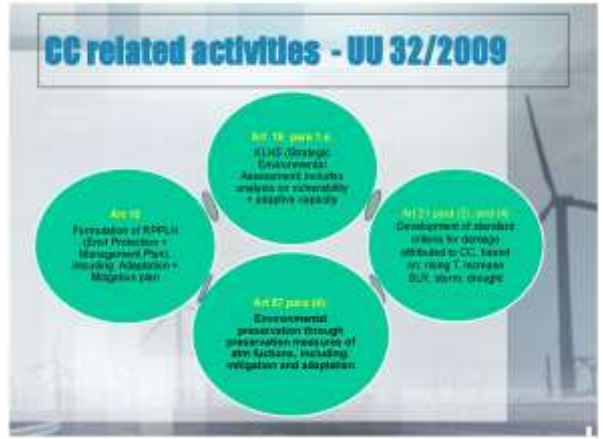 CC related activities - UU 32/2009
Art 16 para 1.e.
KLHS (Strategic
Environmental
Assessment) includes
analysis on vulnerability
+ adaptive capacity
Art 10
Formulation of RPPLH
(Envt Protection +
Management Plan),
including: Adaptation +
Mitigation plan
Art 21 para (3), and (4)
Development of standard
criteria for damage
attributed to CC, based
on: rising T, increase
SLR, storm, drought
Art 57 para (4)
Environmental
preservation through
preservation measures of
atm fuctions, including
mitigation and adaptation